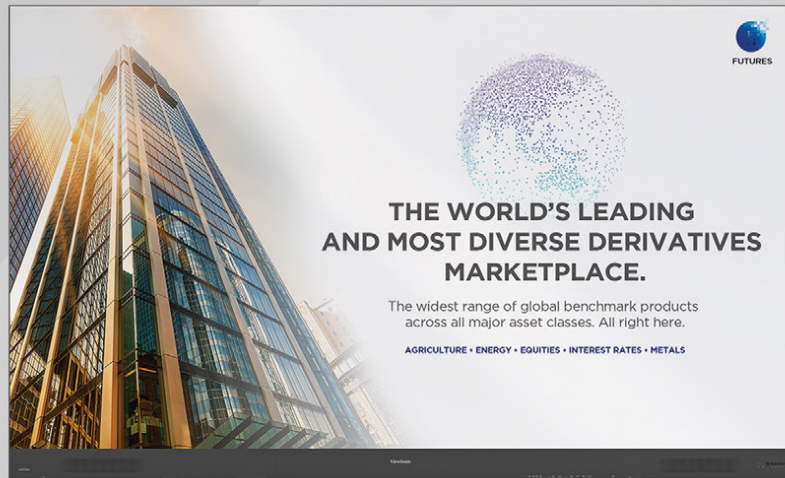 FUTURES
THE WORLD'S LEADING
AND MOST DIVERSE DERIVATIVES
MARKETPLACE.
The widest range of global benchmark products
across all major asset classes. All right here.
AGRICULTURE • ENERGY • EQUITIES • INTEREST RATES • METALS
ViewSonic